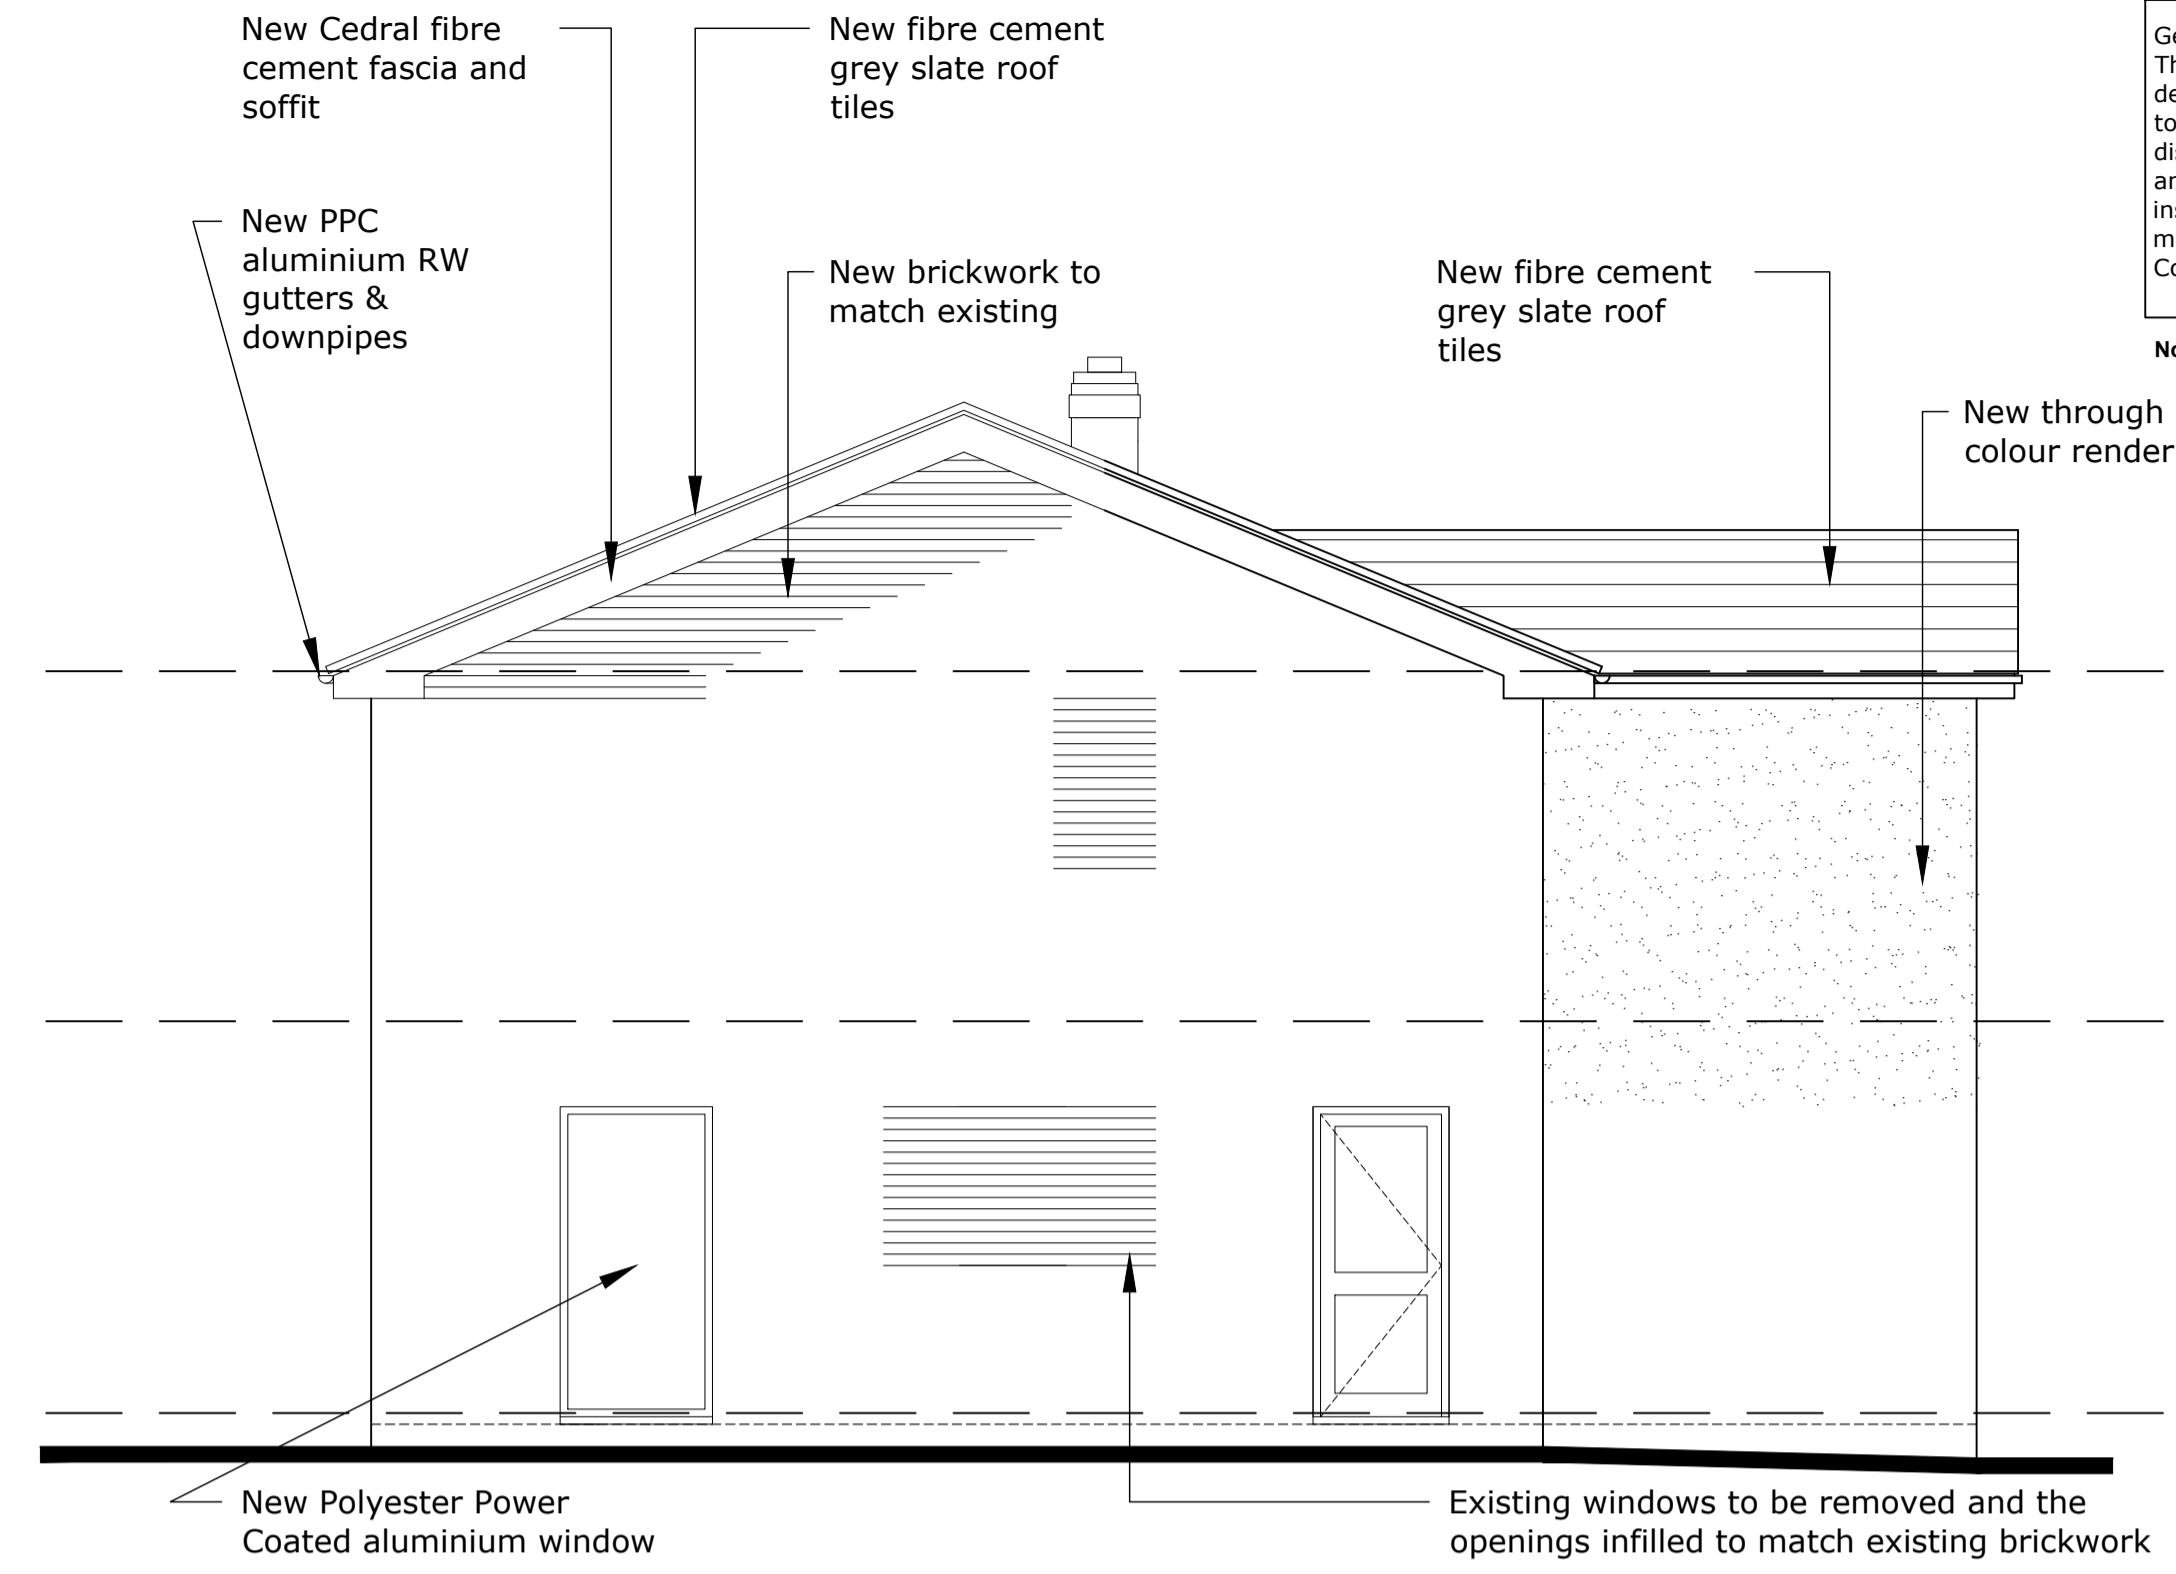 New Cedral fibre
cement fascia and
soffit
New fibre cement
grey slate roof
tiles
New PPC
aluminium RW
gutters &
downpipes
New brickwork to
match existing
New fibre cement
grey slate roof
tiles
New through
colour render
New Polyester Power
Coated aluminium window
Existing windows to be removed and the
openings infilled to match existing brickwork